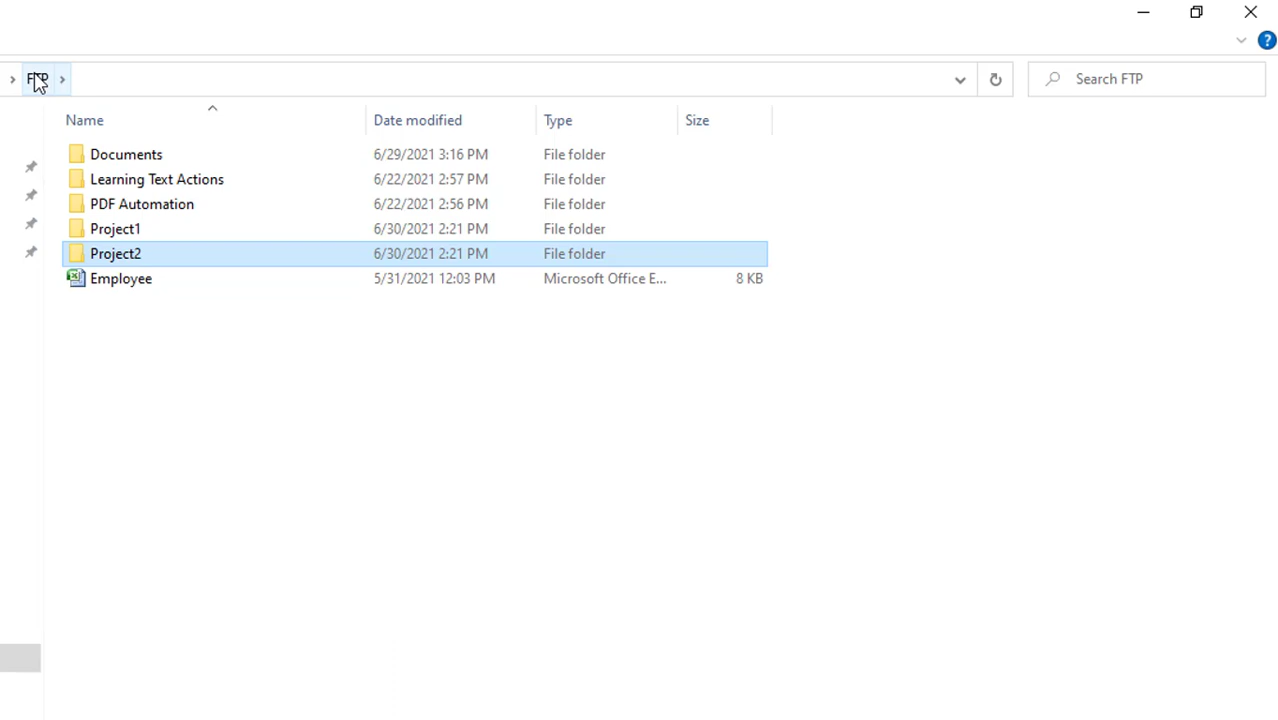 FTP
Search FTP
Name Date modified Type Size
Documents 6/29/2021 3:16 PM File folder
Learning Text Actions 6/22/2021 2:57 PM File folder
PDF Automation 6/22/2021 2:56 PM File folder
Project1 6/30/2021 2:21 PM File folder
Project2 6/30/2021 2:21 PM File folder
Employee 5/31/2021 12:03 PM Microsoft Office E... 8 KB